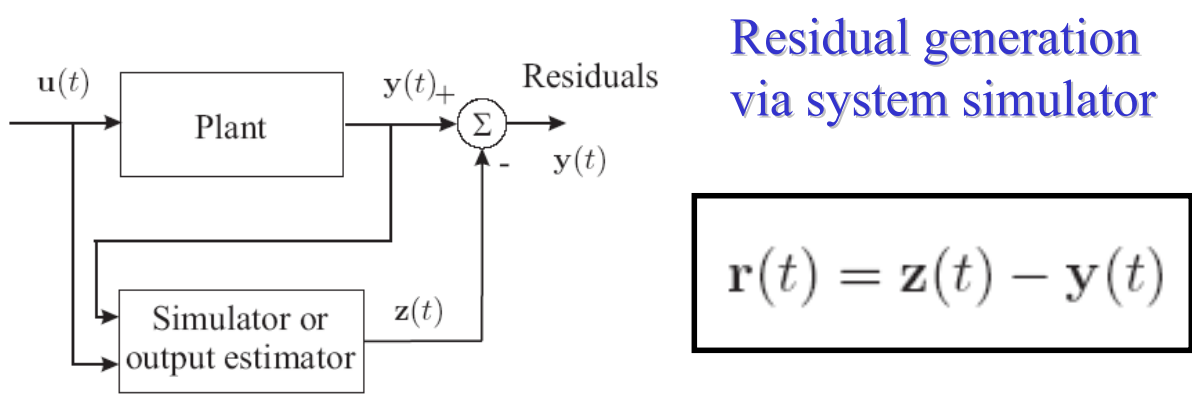 Residual generation
via system simulator
u(t)
Plant
y(t)
+
Σ
-
Residuals
y(t)
Simulator or
output estimator
z(t)
r(t) = z(t) − y(t)